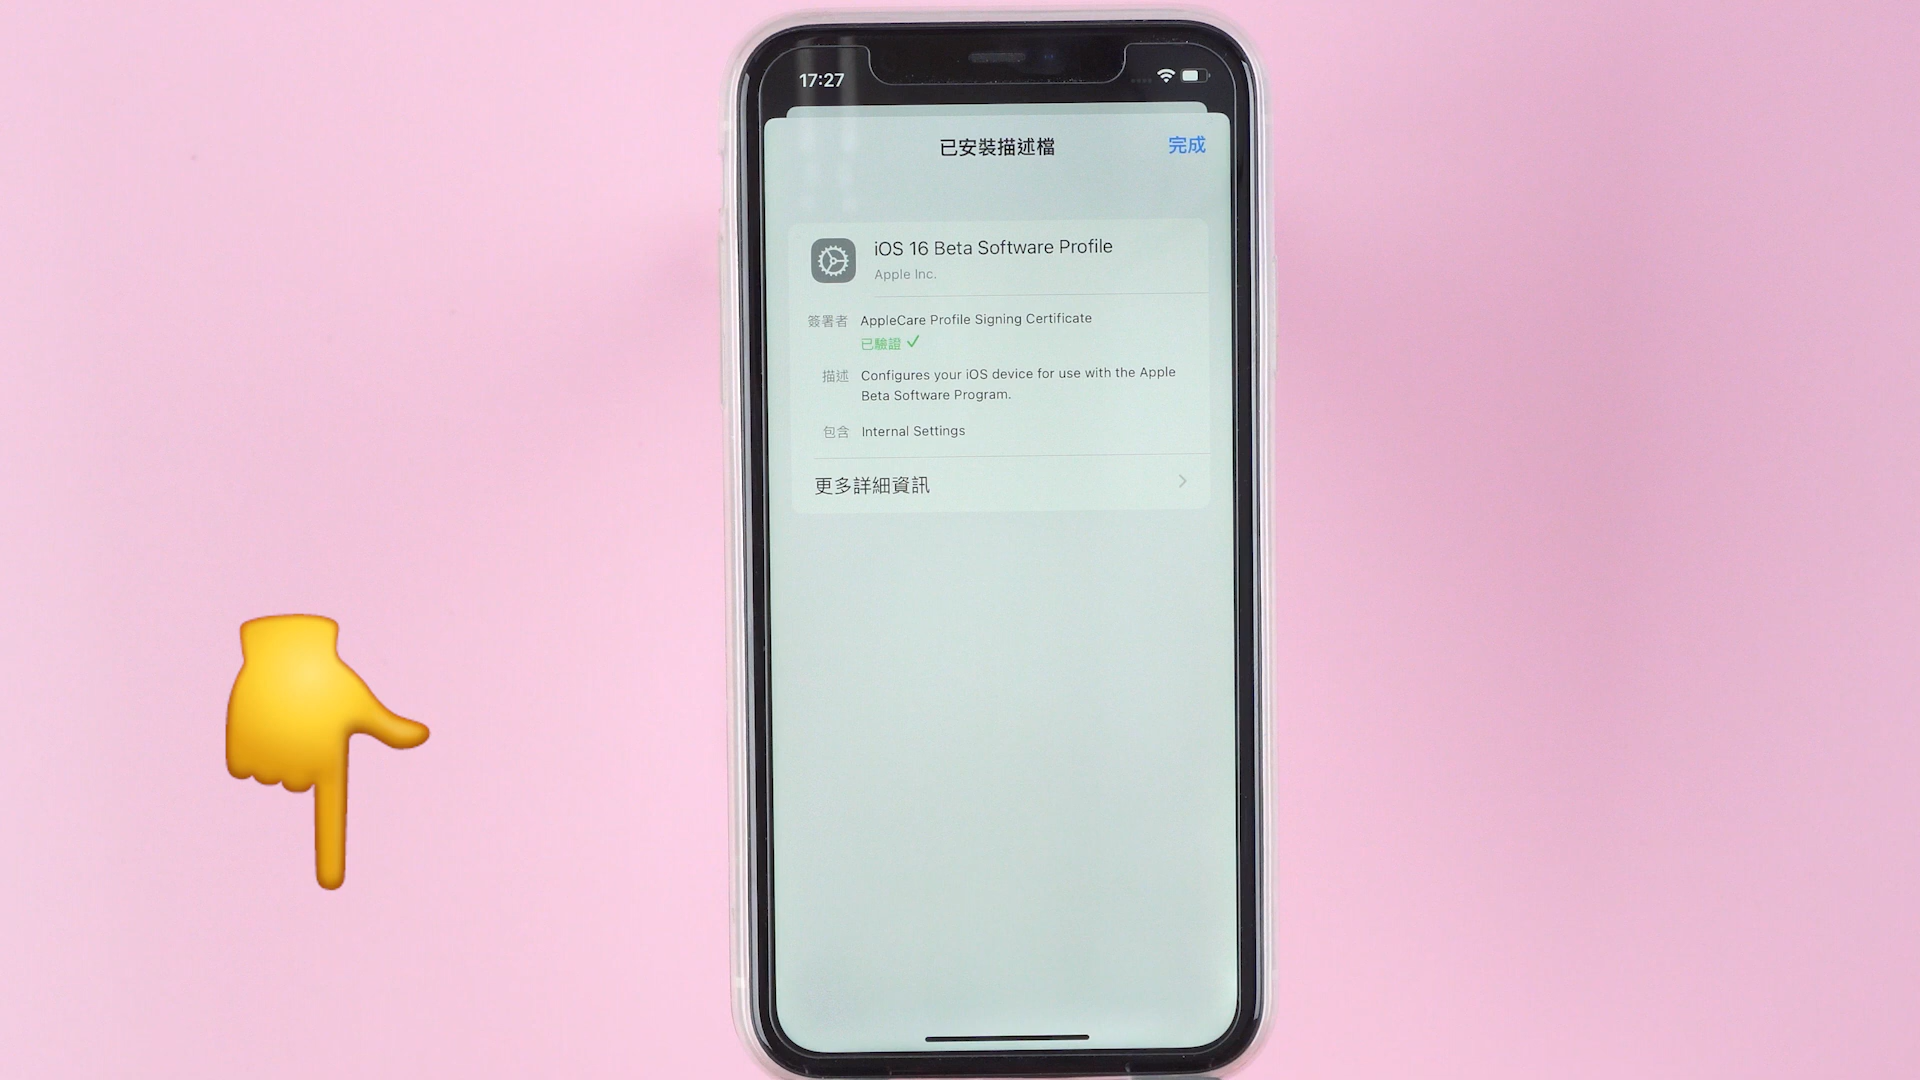 17:27
已安裝描述檔
完成
iOS 16 Beta Software Profile
Apple Inc.
簽署者 AppleCare Profile Signing Certificate
已驗證 ✓
描述 Configures your iOS device for use with the Apple
Beta Software Program.
包含 Internal Settings
更多詳細資訊